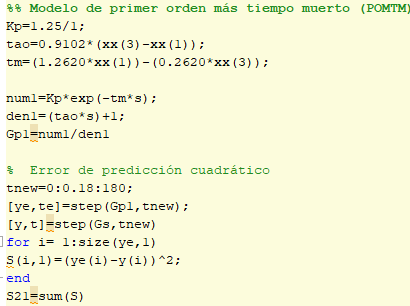 %% Modelo de primer orden más tiempo muerto (POMTM)
Kp=1.25/1;
tao=0.9102*(xx(3)-xx(1));
tm=(1.2620*xx(1))-(0.2620*xx(3));
num1=Kp*exp(-tm*s);
den1=(tao*s)+1;
Gp1=num1/den1
% Error de predicción cuadrático
tnew=0:0.18:180;
[ye,te]=step(Gp1,tnew);
[y,t]=step(Gs,tnew)
for i= 1:size(ye,1)
S(i,1)=(ye(i)-y(i))^2;
end
S21=sum(S)